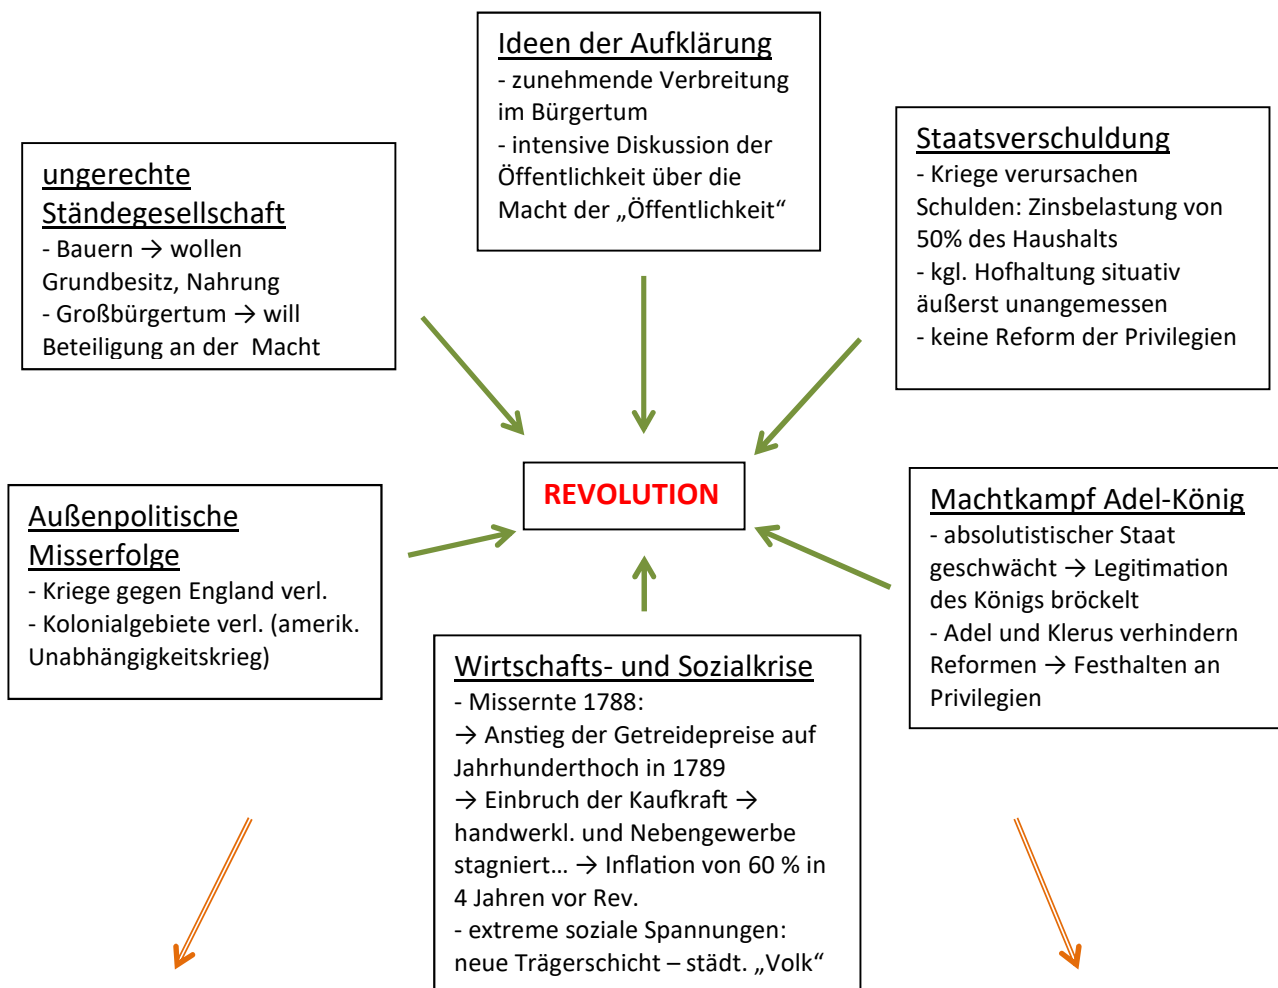 Ideen der Aufklärung
- zunehmende Verbreitung
im Bürgertum
- intensive Diskussion der
Öffentlichkeit über die
Macht der „Öffentlichkeit“
ungerechte
Ständegesellschaft
- Bauern → wollen
Grundbesitz, Nahrung
- Großbürgertum → will
Beteiligung an der Macht
Staatsverschuldung
- Kriege verursachen
Schulden: Zinsbelastung von
50% des Haushalts
- kgl. Hofhaltung situativ
äußerst unangemessen
- keine Reform der Privilegien
REVOLUTION
Außenpolitische
Misserfolge
- Kriege gegen England verl.
- Kolonialgebiete verl. (amerik.
Unabhängigkeitskrieg)
Machtkampf Adel-König
- absolutistischer Staat
geschwächt → Legitimation
des Königs bröckelt
- Adel und Klerus verhindern
Reformen → Festhalten an
Privilegien
Wirtschafts- und Sozialkrise
- Missernte 1788:
→ Anstieg der Getreidepreise auf
Jahrhunderthoch in 1789
→ Einbruch der Kaufkraft →
handwerkl. und Nebengewerbe
stagniert… → Inflation von 60 % in
4 Jahren vor Rev.
- extreme soziale Spannungen:
neue Trägerschicht – städt. „Volk“